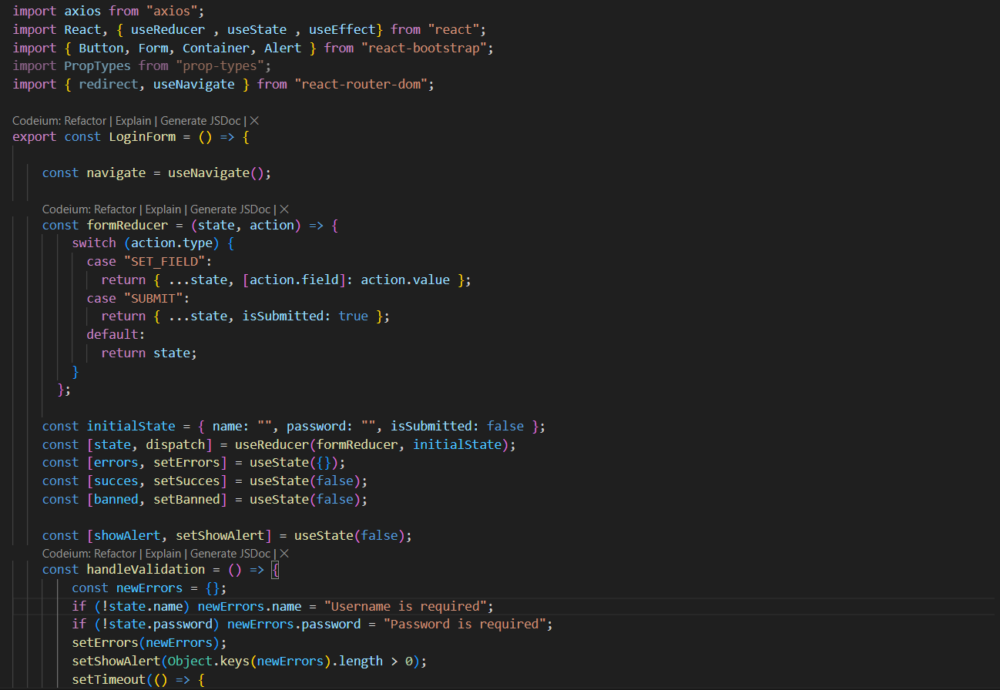 import axios from "axios";
import React, { useReducer , useState , useEffect} from "react";
import { Button, Form, Container, Alert } from "react-bootstrap";
import PropTypes from "prop-types";
import { redirect, useNavigate } from "react-router-dom";
Codeium: Refactor | Explain | Generate JSDoc | ×
export const LoginForm = () => {
const navigate = useNavigate();
Codeium: Refactor | Explain | Generate JSDoc | ×
const formReducer = (state, action) => {
switch (action.type) {
case "SET_FIELD":
return { ...state, [action.field]: action.value };
case "SUBMIT":
return { ...state, isSubmitted: true };
default:
return state;
}
};
const initialState = { name: "", password: "", isSubmitted: false };
const [state, dispatch] = useReducer(formReducer, initialState);
const [errors, setErrors] = useState({});
const [succes, setSucces] = useState(false);
const [banned, setBanned] = useState(false);
const [showAlert, setShowAlert] = useState(false);
Codeium: Refactor | Explain | Generate JSDoc | ×
const handleValidation = () => {
const newErrors = {};
if (!state.name) newErrors.name = "Username is required";
if (!state.password) newErrors.password = "Password is required";
setErrors(newErrors);
setShowAlert(Object.keys(newErrors).length > 0);
setTimeout(() => {